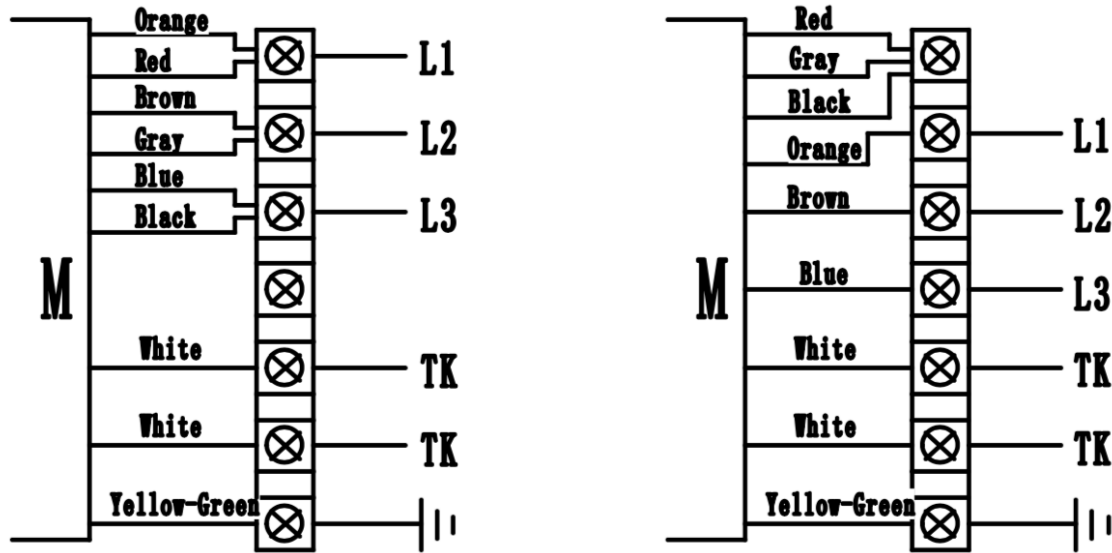 Orange
Red
L1
Brown
Gray
L2
Blue
Black
L3
M
White
TK
White
TK
Yellow-Green
Red
Gray
Black
Orange
L1
Brown
L2
Blue
L3
M
White
TK
White
TK
Yellow-Green